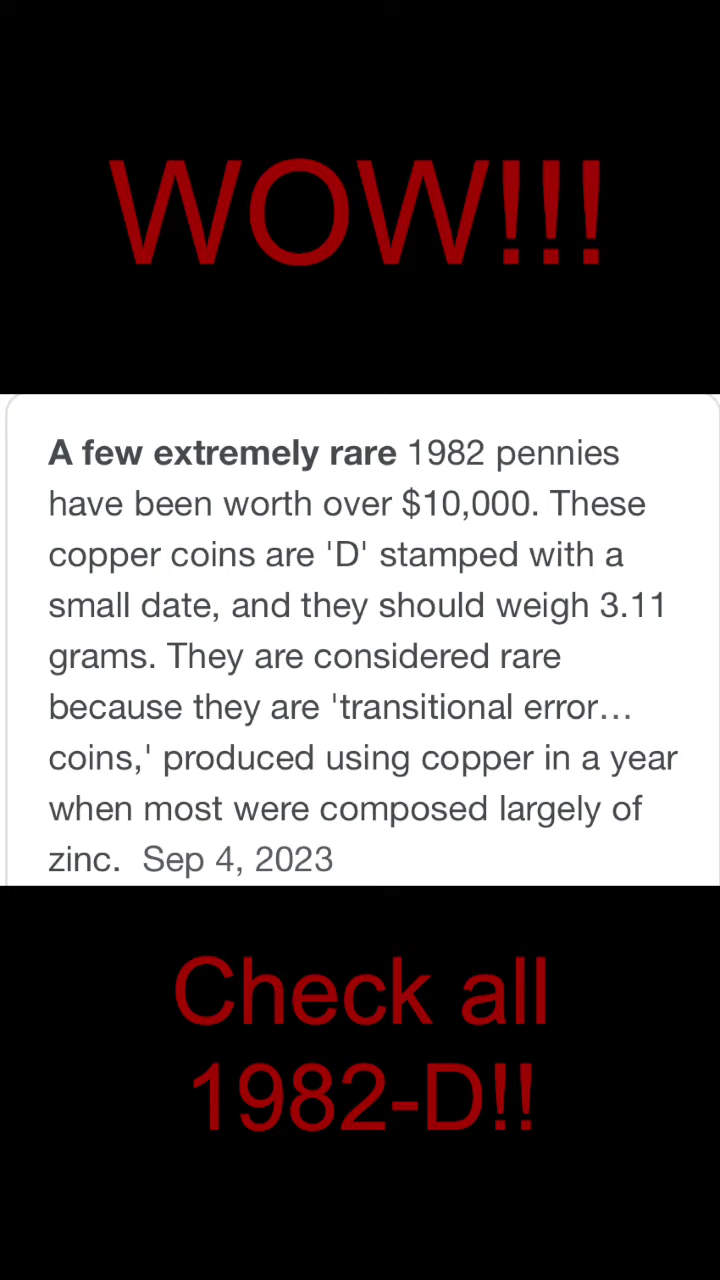 WOW!!!
A few extremely rare 1982 pennies
have been worth over $10,000. These
copper coins are 'D' stamped with a
small date, and they should weigh 3.11
grams. They are considered rare
because they are 'transitional error...
coins,' produced using copper in a year
when most were composed largely of
zinc. Sep 4, 2023
Check all
1982-D!!